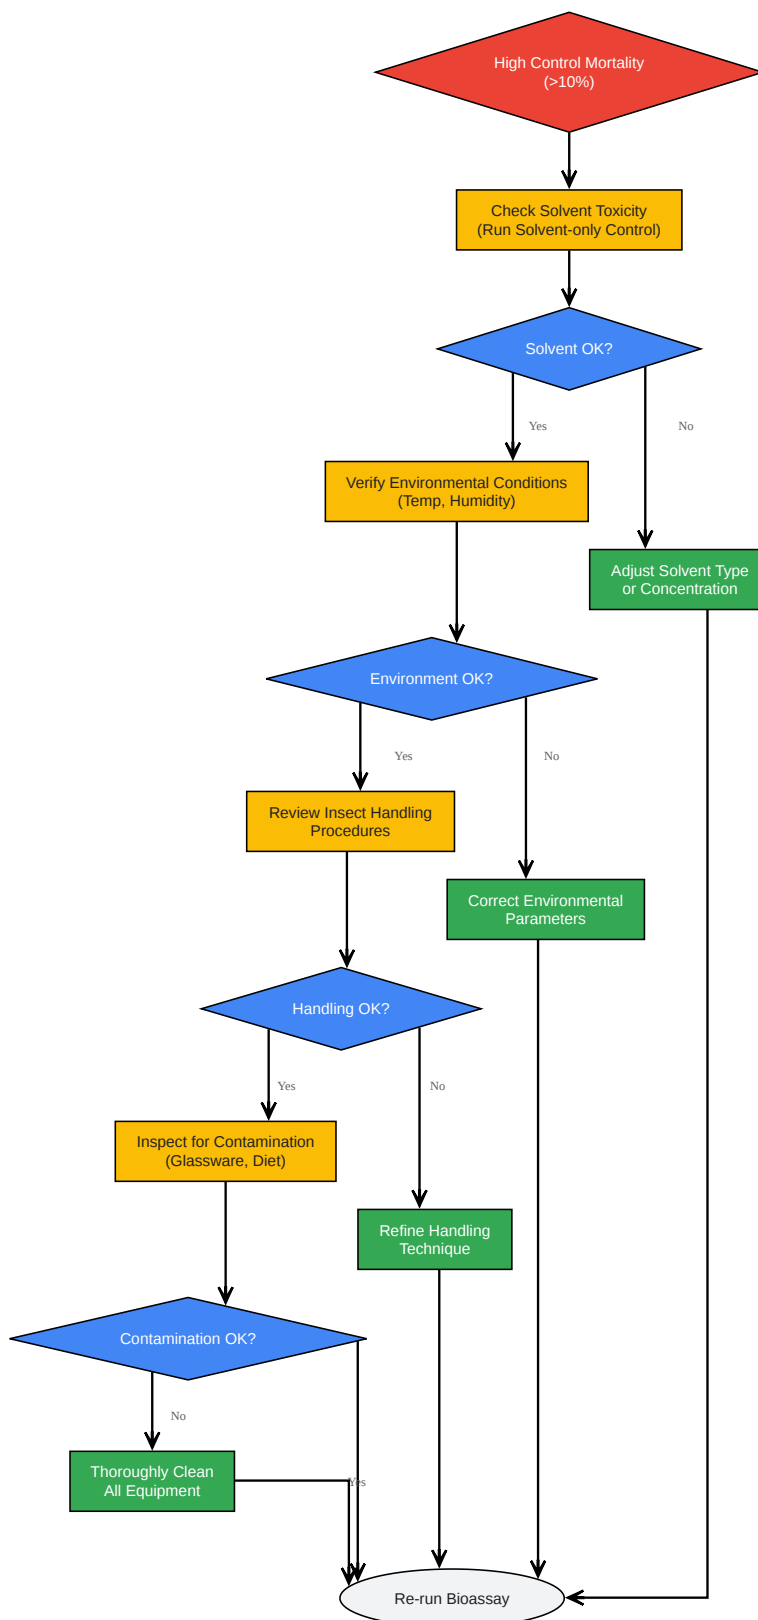 High Control Mortality
(>10%)
Check Solvent Toxicity
(Run Solvent-only Control)
Solvent OK?
Yes
No
Verify Environmental Conditions
(Temp, Humidity)
Adjust Solvent Type
or Concentration
Environment OK?
Yes
No
Review Insect Handling
Procedures
Correct Environmental
Parameters
Handling OK?
Yes
No
Inspect for Contamination
(Glassware, Diet)
Refine Handling
Technique
Contamination OK?
No
Thoroughly Clean
All Equipment
Yes
Re-run Bioassay